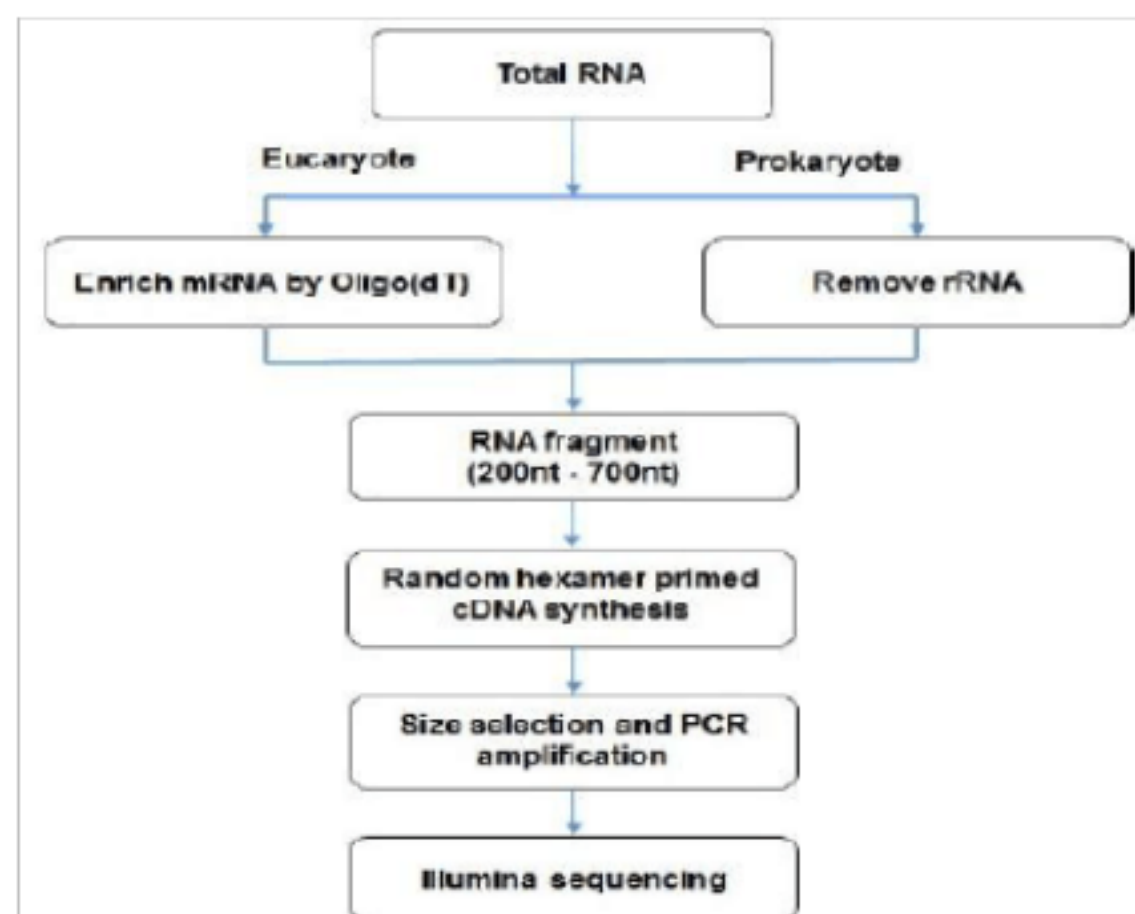 Total RNA
Eucaryote
Prokaryote
Enrich mRNA by Oligo(dT)
Remove rRNA
RNA fragment
(200nt - 700nt)
Random hexamer primed
cDNA synthesis
Size selection and PCR
amplification
Illumina sequencing